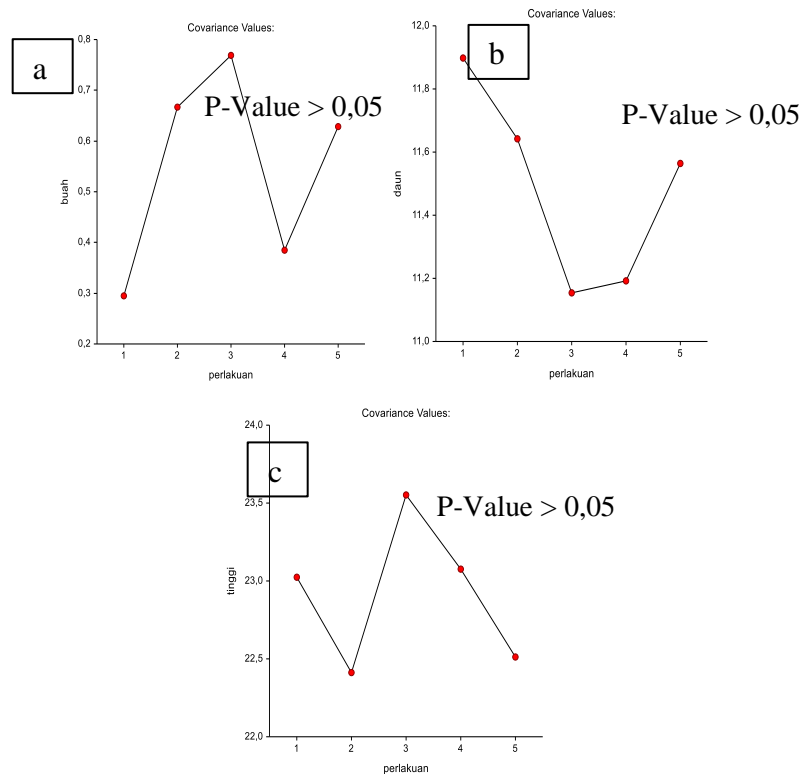 Covariance Values:
a
P-Value > 0,05
0,8
0,7
0,6
0,5
0,4
0,3
0,2
buah
1 2 3 4 5
perlakuan
Covariance Values:
b
P-Value > 0,05
12,0
11,8
11,6
11,4
11,2
11,0
daun
1 2 3 4 5
perlakuan
Covariance Values:
c
P-Value > 0,05
24,0
23,5
23,0
22,5
22,0
tinggi
1 2 3 4 5
perlakuan